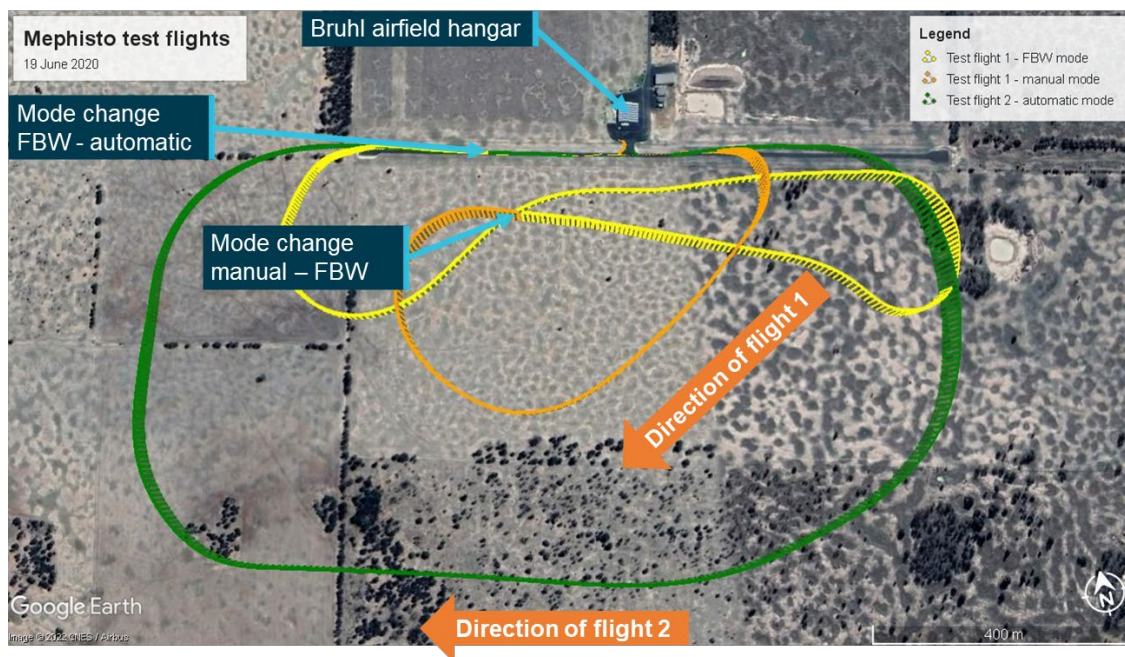 Mephisto test flights
19 June 2020
Bruhl airfield hangar
Legend
Test flight 1 - FBW mode
Test flight 1 - manual mode
Test flight 2 - automatic mode
Mode change
FBW - automatic
Mode change
manual – FBW
Direction of flight 1
Direction of flight 2
Google Earth
Image © 2022 CNES / Airbus
N
400 m